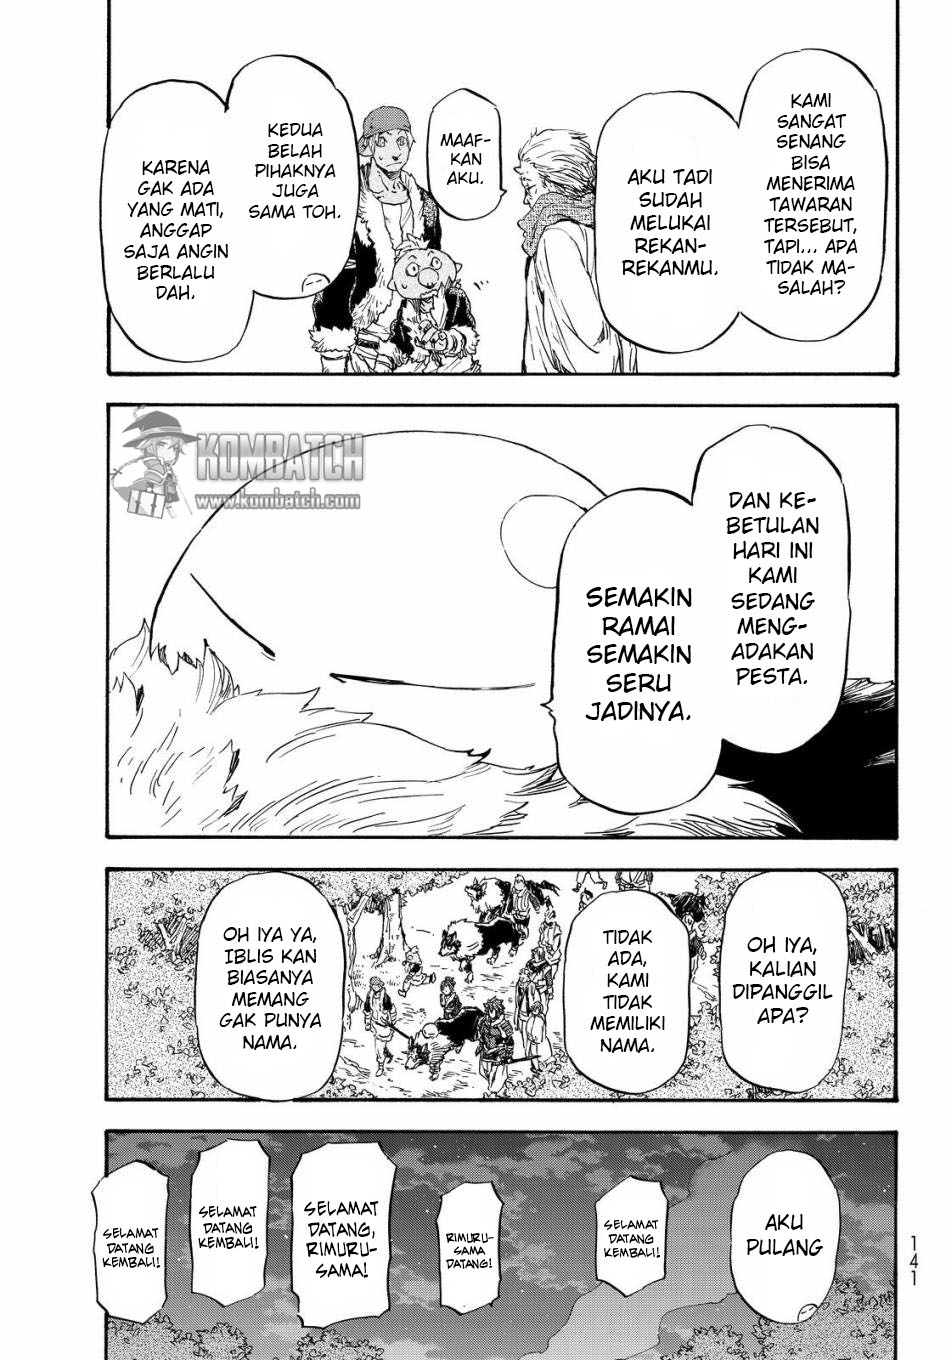 KAMI
SANGAT
SENANG
BISA
MENERIMA
TAWARAN
TERSEBUT,
TAPI... APA
TIDAK MA-
SALAH?
AKU TADI
SUDAH
MELUKAI
REKAN-
REKANMU.
MAAF-
KAN
AKU.
KEDUA
BELAH
PIHAKNYA
JUGA
SAMA TOH.
KARENA
GAK ADA
YANG MATI,
ANGGAP
SAJA ANGIN
BERLALU
DAH.
KOMBATCH
www.kombatch.com
DAN KE-
BETULAN
HARI INI
KAMI
SEDANG
MENG-
ADAKAN
PESTA.
SEMAKIN
RAMAI
SEMAKIN
SERU
JADINYA.
OH IYA,
KALIAN
DIPANGGIL
APA?
TIDAK
ADA,
KAMI
TIDAK
MEMILIKI
NAMA.
OH IYA YA,
IBLIS KAN
BIASANYA
MEMANG
GAK PUNYA
NAMA.
AKU
PULANG
SELAMAT
DATANG
KEMBALI!
RIMURU-
SAMA
DATANG!
SELAMAT
DATANG,
RIMURU-
SAMA!
SELAMAT
DATANG
KEMBALI!
SELAMAT
DATANG
KEMBALI!
141